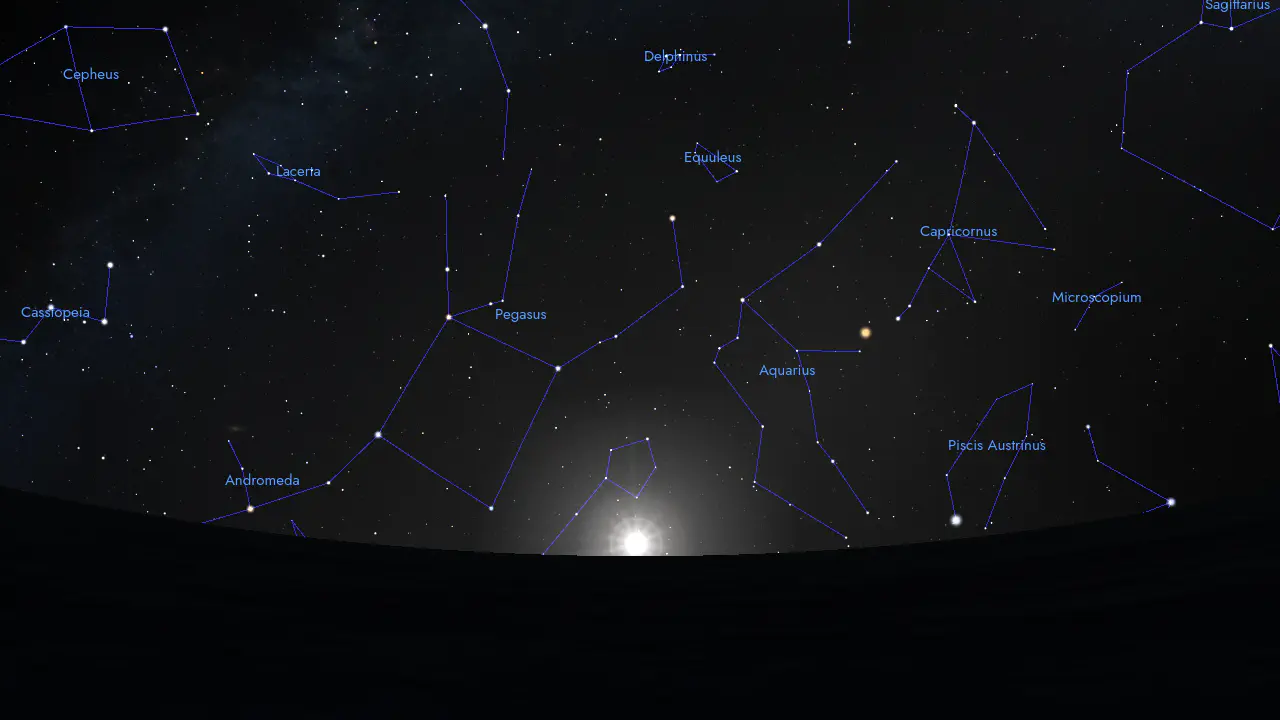 Sagittarius
Delphinus
Cepheus
Equuleus
Lacerta
Capricornus
Microscopium
Cassiopeia
Pegasus
Aquarius
Piscis Austrinus
Andromeda